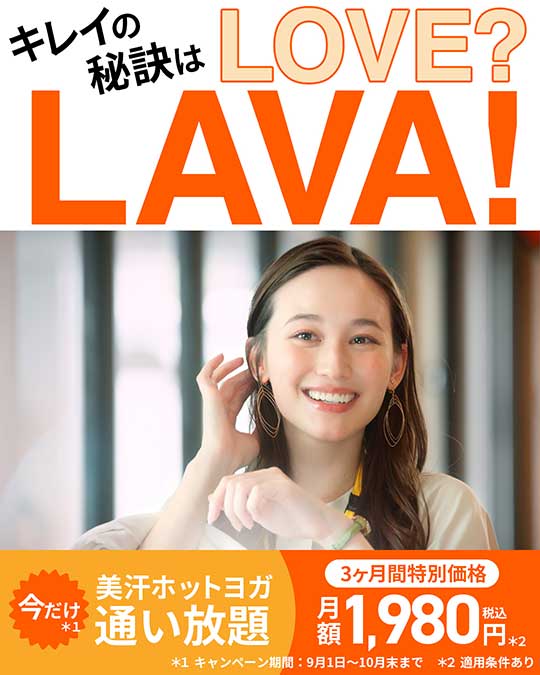 キレイの
秘訣は
LOVE?
LAVA!
今だけ
*1
美汗ホットヨガ
通い放題
3ヶ月間特別価格
月額1,980円税込*2
*1 キャンペーン期間：9月1日〜10月末まで *2 適用条件あり